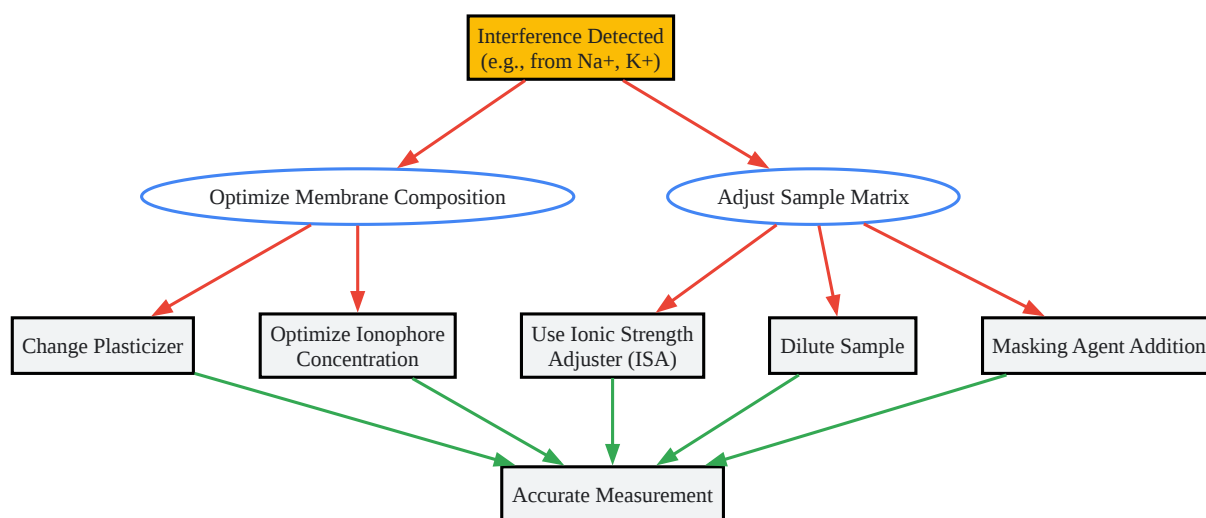 Interference Detected
(e.g., from Na+, K+)
Optimize Membrane Composition
Adjust Sample Matrix
Change Plasticizer
Optimize Ionophore
Concentration
Use Ionic Strength
Adjuster (ISA)
Dilute Sample
Masking Agent Addition
Accurate Measurement